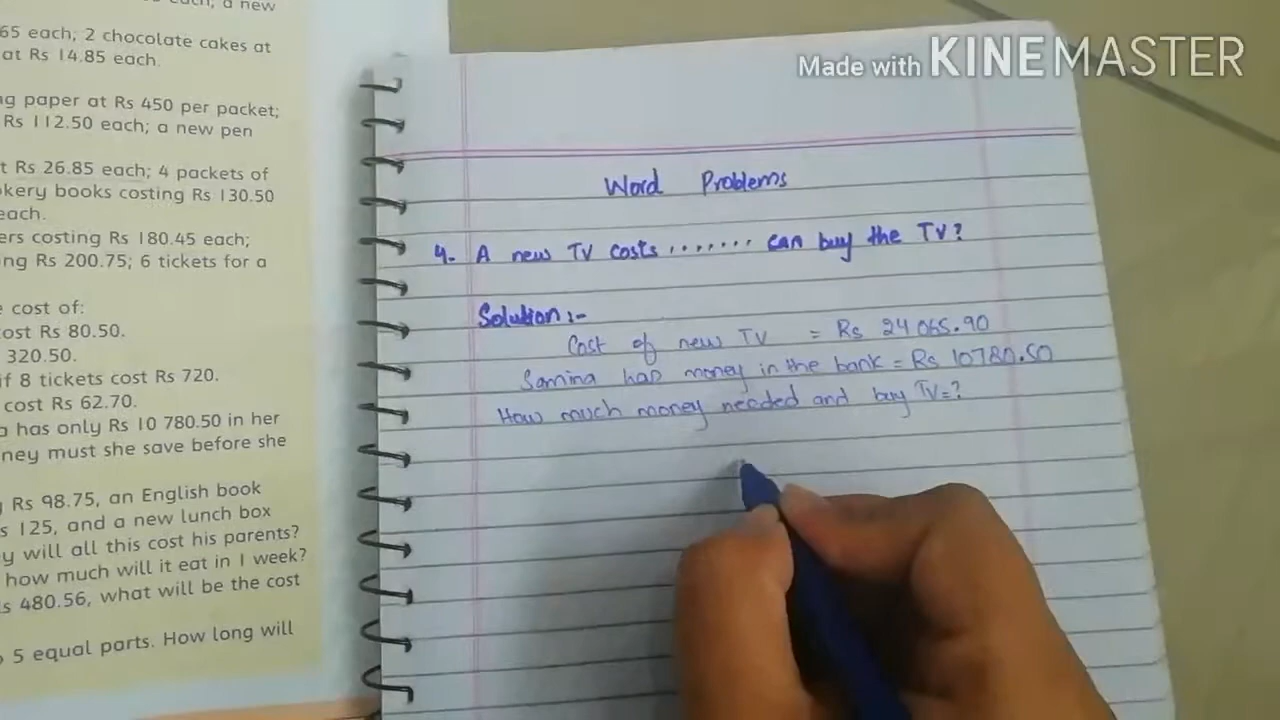 Made with KINEMASTER
each, a new
65 each; 2 chocolate cakes at
at Rs 14.85 each.
ng paper at Rs 450 per packet;
Rs 112.50 each; a new pen
t Rs 26.85 each; 4 packets of
okery books costing Rs 130.50
each.
ers costing Rs 180.45 each;
ng Rs 200.75; 6 tickets for a
e cost of:
ost Rs 80.50.
320.50.
if 8 tickets cost Rs 720.
cost Rs 62.70.
a has only Rs 10 780.50 in her
ney must she save before she
g Rs 98.75, an English book
s 125, and a new lunch box
y will all this cost his parents?
how much will it eat in 1 week?
s 480.56, what will be the cost
o 5 equal parts. How long will
Word Problems
4. A new TV costs ....... can buy the TV?
Solution:-
Cost of new TV = Rs 24065.90
Samina has money in the bank = Rs 10780.50
How much money needed and buy TV=?